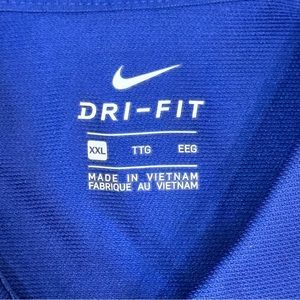 DRI-FIT
XXL TTG EEG
MADE IN VIETNAM
FABRIQUE AU VIETNAM